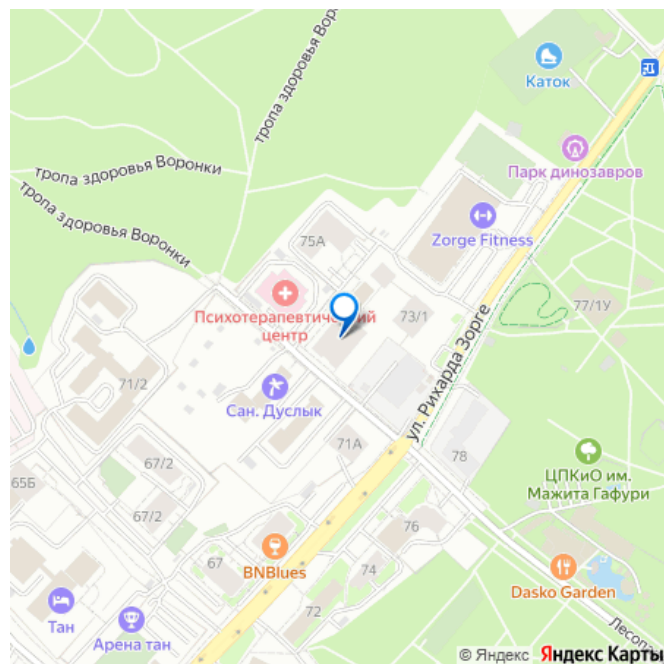 Каток
тропа здоровья Воронки
Парк динозавров
тропа здоровья Воронки
тропа здоровья Воронки
Zorge Fitness
75А
77/1У
73/1
Психотерапевтический
центр
ул. Рихарда Зорге
71/2
Сан. Дуслык
71А
78
67/2
65Б
ЦПКиО им.
Мажита Гафури
67/2
76
67
BNBlues
74
72
Dasko Garden
Тан
Арена тан
© Яндекс Яндекс Карты